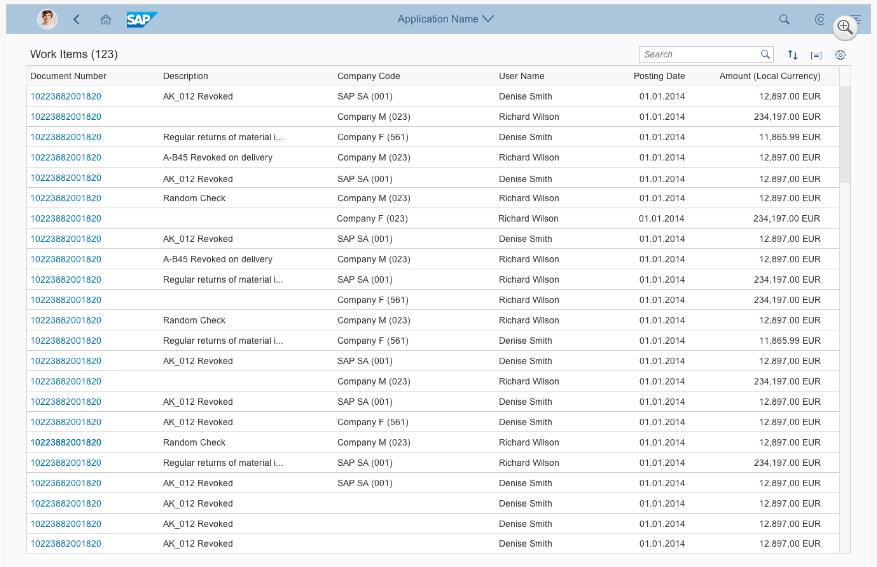 SAP Application Name
Work Items (123) Search
Document Number Description Company Code User Name Posting Date Amount (Local Currency)
10223882001820 AK_012 Revoked SAP SA (001) Denise Smith 01.01.2014 12,897.00 EUR
10223882001820 Company M (023) Richard Wilson 01.01.2014 234,197.00 EUR
10223882001820 Regular returns of material i... Company F (561) Denise Smith 01.01.2014 11,865.99 EUR
10223882001820 A-B45 Revoked on delivery Company M (023) Richard Wilson 01.01.2014 12,897.00 EUR
10223882001820 AK_012 Revoked SAP SA (001) Denise Smith 01.01.2014 12.897,00 EUR
10223882001820 Random Check Company M (023) Richard Wilson 01.01.2014 12,897.00 EUR
10223882001820 Company F (023) Richard Wilson 01.01.2014 234,197.00 EUR
10223882001820 AK_012 Revoked SAP SA (001) Denise Smith 01.01.2014 12.897,00 EUR
10223882001820 A-B45 Revoked on delivery Company M (023) Richard Wilson 01.01.2014 12,897.00 EUR
10223882001820 Regular returns of material i... SAP SA (001) Richard Wilson 01.01.2014 234,197.00 EUR
10223882001820 Company F (561) Richard Wilson 01.01.2014 234,197.00 EUR
10223882001820 Random Check Company M (023) Richard Wilson 01.01.2014 12,897.00 EUR
10223882001820 Regular returns of material i... Company F (561) Denise Smith 01.01.2014 11,865.99 EUR
10223882001820 AK_012 Revoked SAP SA (001) Denise Smith 01.01.2014 12.897,00 EUR
10223882001820 Company M (023) Richard Wilson 01.01.2014 234,197.00 EUR
10223882001820 AK_012 Revoked SAP SA (001) Denise Smith 01.01.2014 12.897,00 EUR
10223882001820 AK_012 Revoked Company F (561) Denise Smith 01.01.2014 12.897,00 EUR
10223882001820 Random Check Company M (023) Richard Wilson 01.01.2014 12,897.00 EUR
10223882001820 Regular returns of material i... SAP SA (001) Richard Wilson 01.01.2014 234,197.00 EUR
10223882001820 AK_012 Revoked SAP SA (001) Denise Smith 01.01.2014 12.897,00 EUR
10223882001820 AK_012 Revoked Denise Smith 01.01.2014 12.897,00 EUR
10223882001820 AK_012 Revoked Denise Smith 01.01.2014 12.897,00 EUR
10223882001820 AK_012 Revoked Denise Smith 01.01.2014 12.897,00 EUR